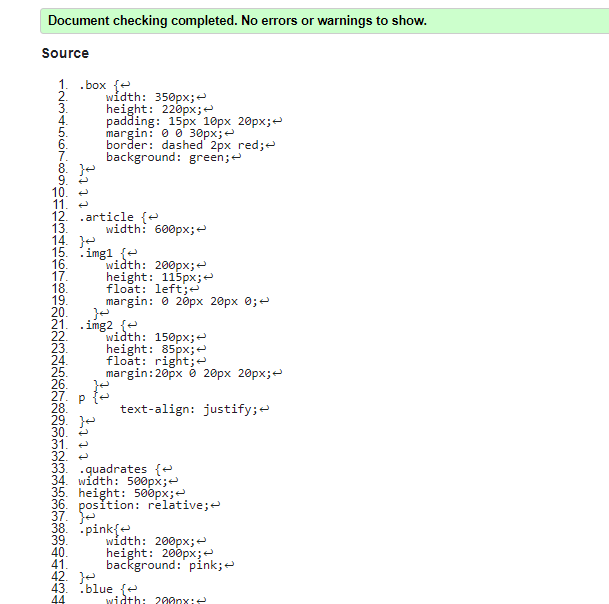 Document checking completed. No errors or warnings to show.
Source
1. .box {↩
2. width: 350px;↩
3. height: 220px;↩
4. padding: 15px 10px 20px;↩
5. margin: 0 0 30px;↩
6. border: dashed 2px red;↩
7. background: green;↩
8. }↩
9. ↩
10. ↩
11. ↩
12. .article {↩
13. width: 600px;↩
14. }↩
15. .img1 {↩
16. width: 200px;↩
17. height: 115px;↩
18. float: left;↩
19. margin: 0 20px 20px 0;↩
20. }↩
21. .img2 {↩
22. width: 150px;↩
23. height: 85px;↩
24. float: right;↩
25. margin:20px 0 20px 20px;↩
26. }↩
27. p {↩
28. text-align: justify;↩
29. }↩
30. ↩
31. ↩
32. ↩
33. .quadrates {↩
34. width: 500px;↩
35. height: 500px;↩
36. position: relative;↩
37. }↩
38. .pink{↩
39. width: 200px;↩
40. height: 200px;↩
41. background: pink;↩
42. }↩
43. .blue {↩
44. width: 200px;↩